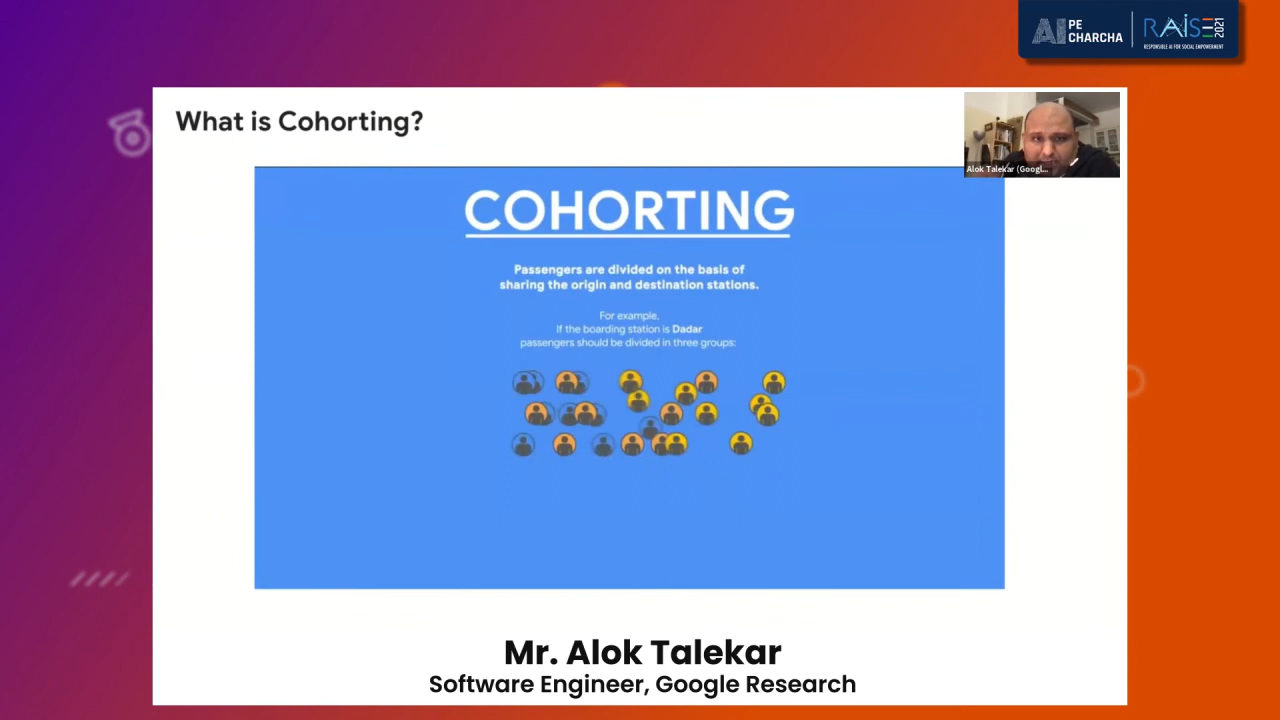 AI PE CHARCHA
RAISE 2021
RESPONSIBLE AI FOR SOCIAL EMPOWERMENT
What is Cohorting?
Alok Talekar (Googl...
COHORTING
Passengers are divided on the basis of
sharing the origin and destination stations.
For example,
If the boarding station is Dadar
passengers should be divided in three groups:
Mr. Alok Talekar
Software Engineer, Google Research